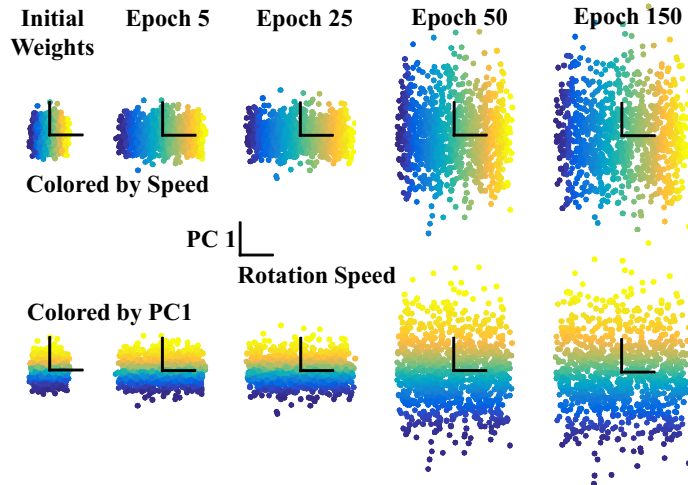 Initial Weights
Epoch 5
Epoch 25
Epoch 50
Epoch 150
Colored by Speed
PC 1
Rotation Speed
Colored by PC1